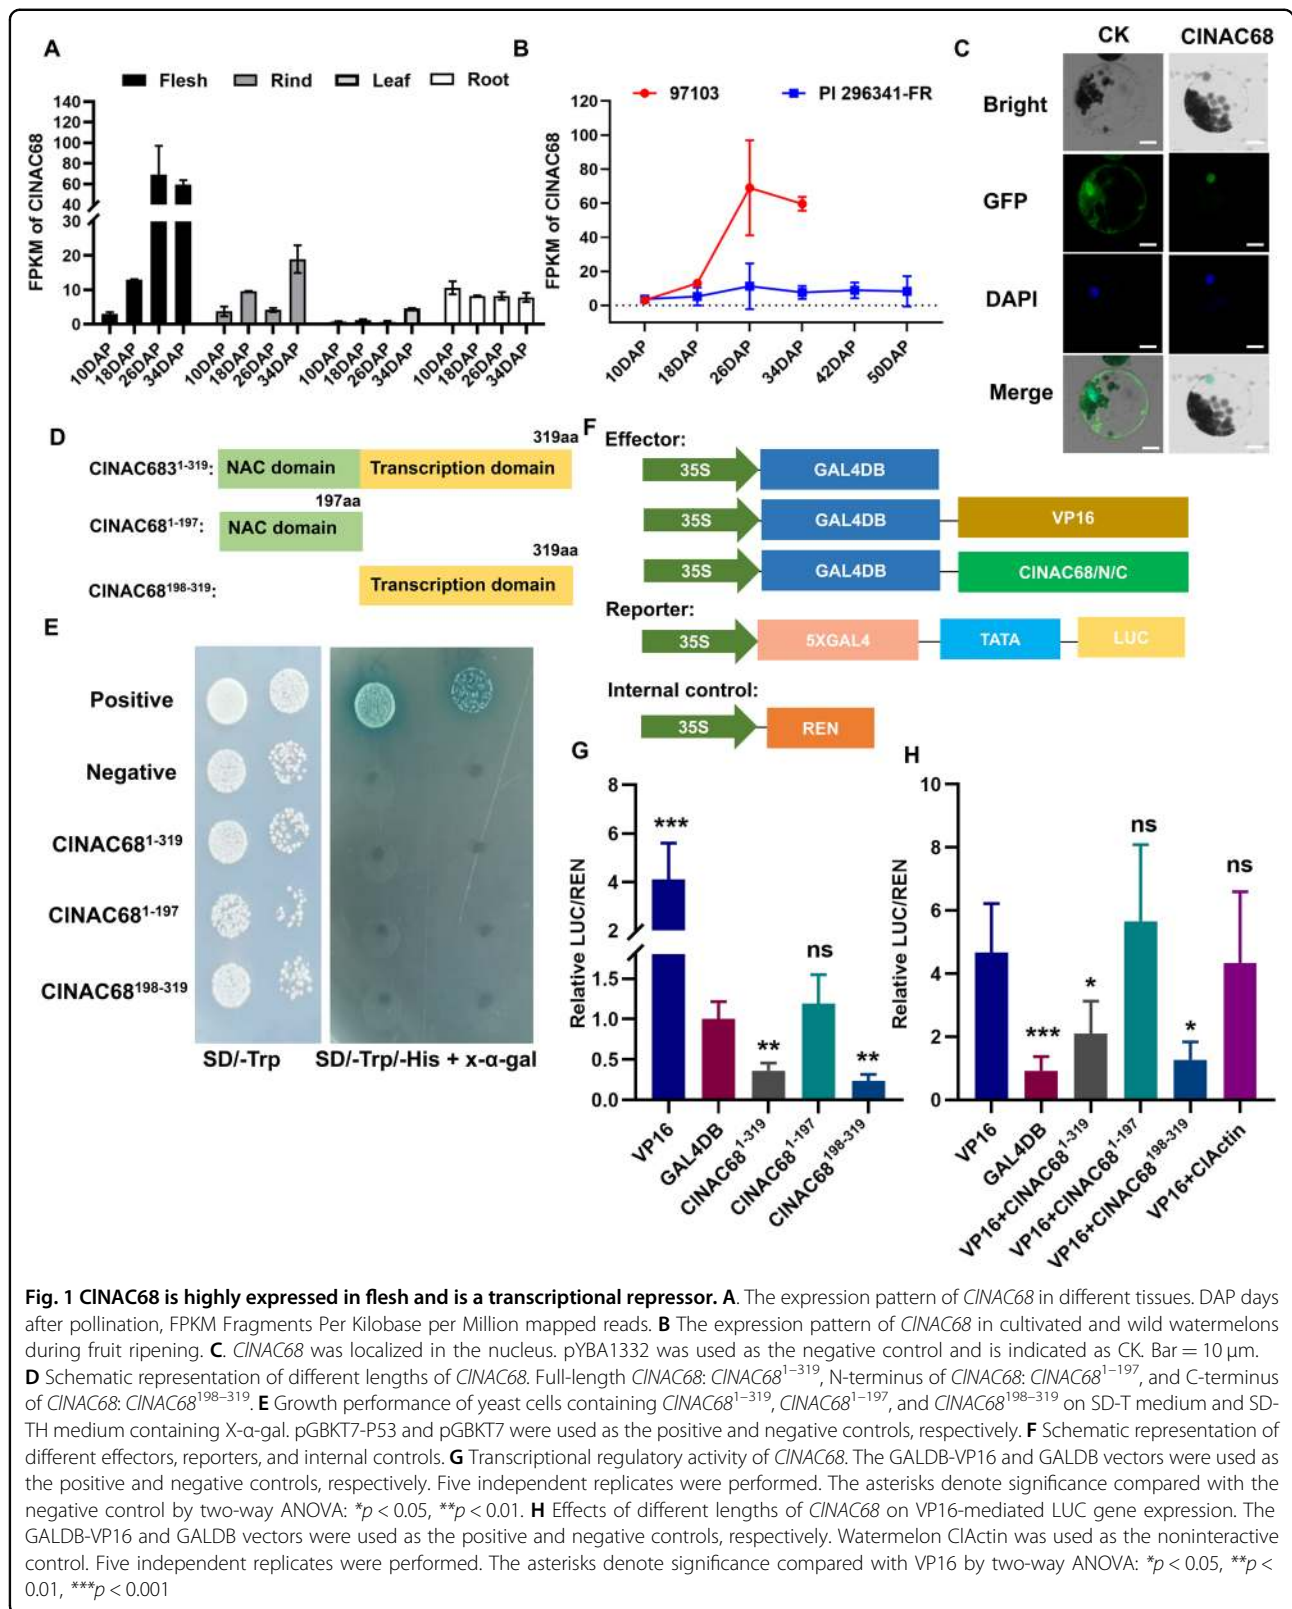 A
Flesh Rind Leaf Root
FPKM of ClNAC68
140
120
100
80
60
40
30
20
10
0
10DAP 18DAP 26DAP 34DAP 10DAP 18DAP 26DAP 34DAP 10DAP 18DAP 26DAP 34DAP 10DAP 18DAP 26DAP 34DAP
B
97103 PI 296341-FR
FPKM of ClNAC68
120
100
80
60
40
20
0
10DAP 18DAP 26DAP 34DAP 42DAP 50DAP
C
CK ClNAC68
Bright
GFP
DAPI
Merge
D
319aa
ClNAC683¹⁻³¹⁹: NAC domain Transcription domain
197aa
ClNAC68¹⁻¹⁹⁷: NAC domain
319aa
ClNAC68¹⁹⁸⁻³¹⁹: Transcription domain
E
Positive
Negative
ClNAC68¹⁻³¹⁹
ClNAC68¹⁻¹⁹⁷
ClNAC68¹⁹⁸⁻³¹⁹
SD/-Trp SD/-Trp/-His + x-α-gal
F
Effector:
35S GAL4DB
35S GAL4DB VP16
35S GAL4DB ClNAC68/N/C
Reporter:
35S 5XGAL4 TATA LUC
Internal control:
35S REN
G
Relative LUC/REN
8
6
4
2
1.5
1.0
0.5
0.0
*** ** ns **
VP16 GAL4DB ClNAC68¹⁻³¹⁹ ClNAC68¹⁻¹⁹⁷ ClNAC68¹⁹⁸⁻³¹⁹
H
Relative LUC/REN
10
8
6
4
2
0
*** * ns * ns
VP16 GAL4DB VP16+ClNAC68¹⁻³¹⁹ VP16+ClNAC68¹⁻¹⁹⁷ VP16+ClNAC68¹⁹⁸⁻³¹⁹ VP16+ClActin
Fig. 1 ClNAC68 is highly expressed in flesh and is a transcriptional repressor. A. The expression pattern of ClNAC68 in different tissues. DAP days
after pollination, FPKM Fragments Per Kilobase per Million mapped reads. B The expression pattern of ClNAC68 in cultivated and wild watermelons
during fruit ripening. C. ClNAC68 was localized in the nucleus. pYBA1332 was used as the negative control and is indicated as CK. Bar = 10 μm.
D Schematic representation of different lengths of ClNAC68. Full-length ClNAC68: ClNAC68¹⁻³¹⁹, N-terminus of ClNAC68: ClNAC68¹⁻¹⁹⁷, and C-terminus
of ClNAC68: ClNAC68¹⁹⁸⁻³¹⁹. E Growth performance of yeast cells containing ClNAC68¹⁻³¹⁹, ClNAC68¹⁻¹⁹⁷, and ClNAC68¹⁹⁸⁻³¹⁹ on SD-T medium and SD-
TH medium containing X-α-gal. pGBKT7-P53 and pGBKT7 were used as the positive and negative controls, respectively. F Schematic representation of
different effectors, reporters, and internal controls. G Transcriptional regulatory activity of ClNAC68. The GALDB-VP16 and GALDB vectors were used as
the positive and negative controls, respectively. Five independent replicates were performed. The asterisks denote significance compared with the
negative control by two-way ANOVA: *p < 0.05, **p < 0.01. H Effects of different lengths of ClNAC68 on VP16-mediated LUC gene expression. The
GALDB-VP16 and GALDB vectors were used as the positive and negative controls, respectively. Watermelon ClActin was used as the noninteractive
control. Five independent replicates were performed. The asterisks denote significance compared with VP16 by two-way ANOVA: *p < 0.05, **p <
0.01, ***p < 0.001